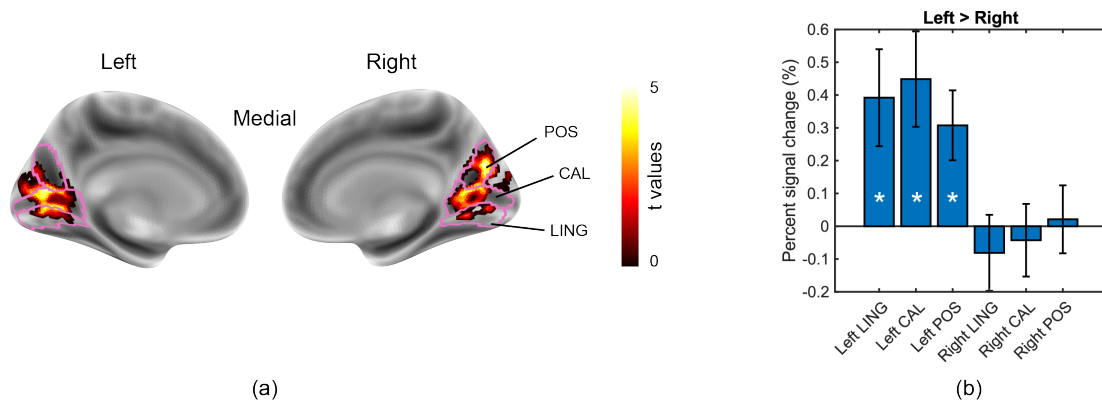 Left
Right
Medial
POS
CAL
LING
5
t values
0
(a)
Left > Right
Percent signal change (%)
0.6
0.5
0.4
0.3
0.2
0.1
0
-0.1
-0.2
*
*
*
Left LING
Left CAL
Left POS
Right LING
Right CAL
Right POS
(b)